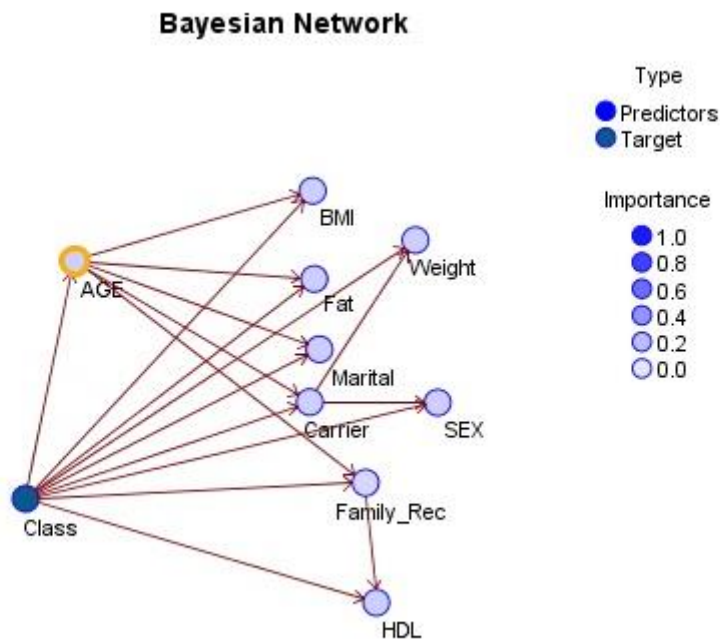 Bayesian Network
Type
Predictors
Target
Importance
1.0
0.8
0.6
0.4
0.2
0.0
BMI
Weight
AGE
Fat
Marital
Carrier
SEX
Family_Rec
Class
HDL